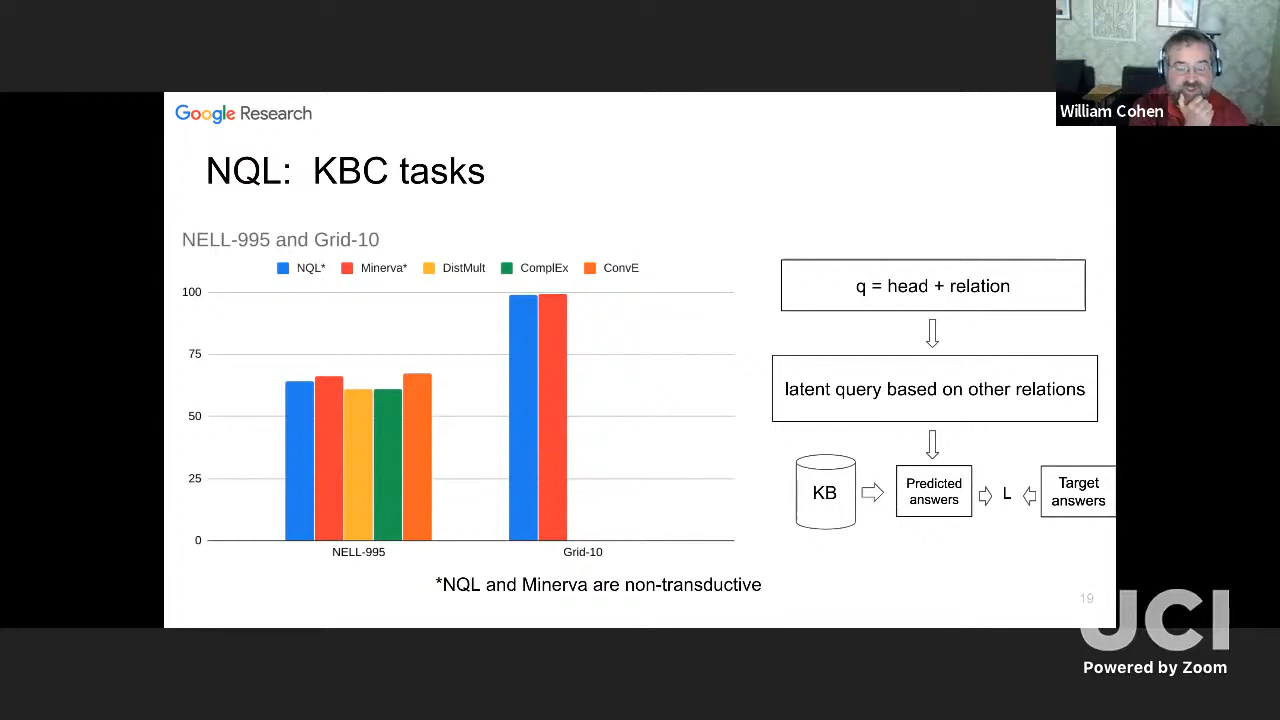 William Cohen
Google Research
NQL: KBC tasks
NELL-995 and Grid-10
NQL* Minerva* DistMult ComplEx ConvE
100
75
50
25
0
NELL-995 Grid-10
q = head + relation
latent query based on other relations
KB
Predicted
answers
L
Target
answers
*NQL and Minerva are non-transductive
19
UCI
Powered by Zoom